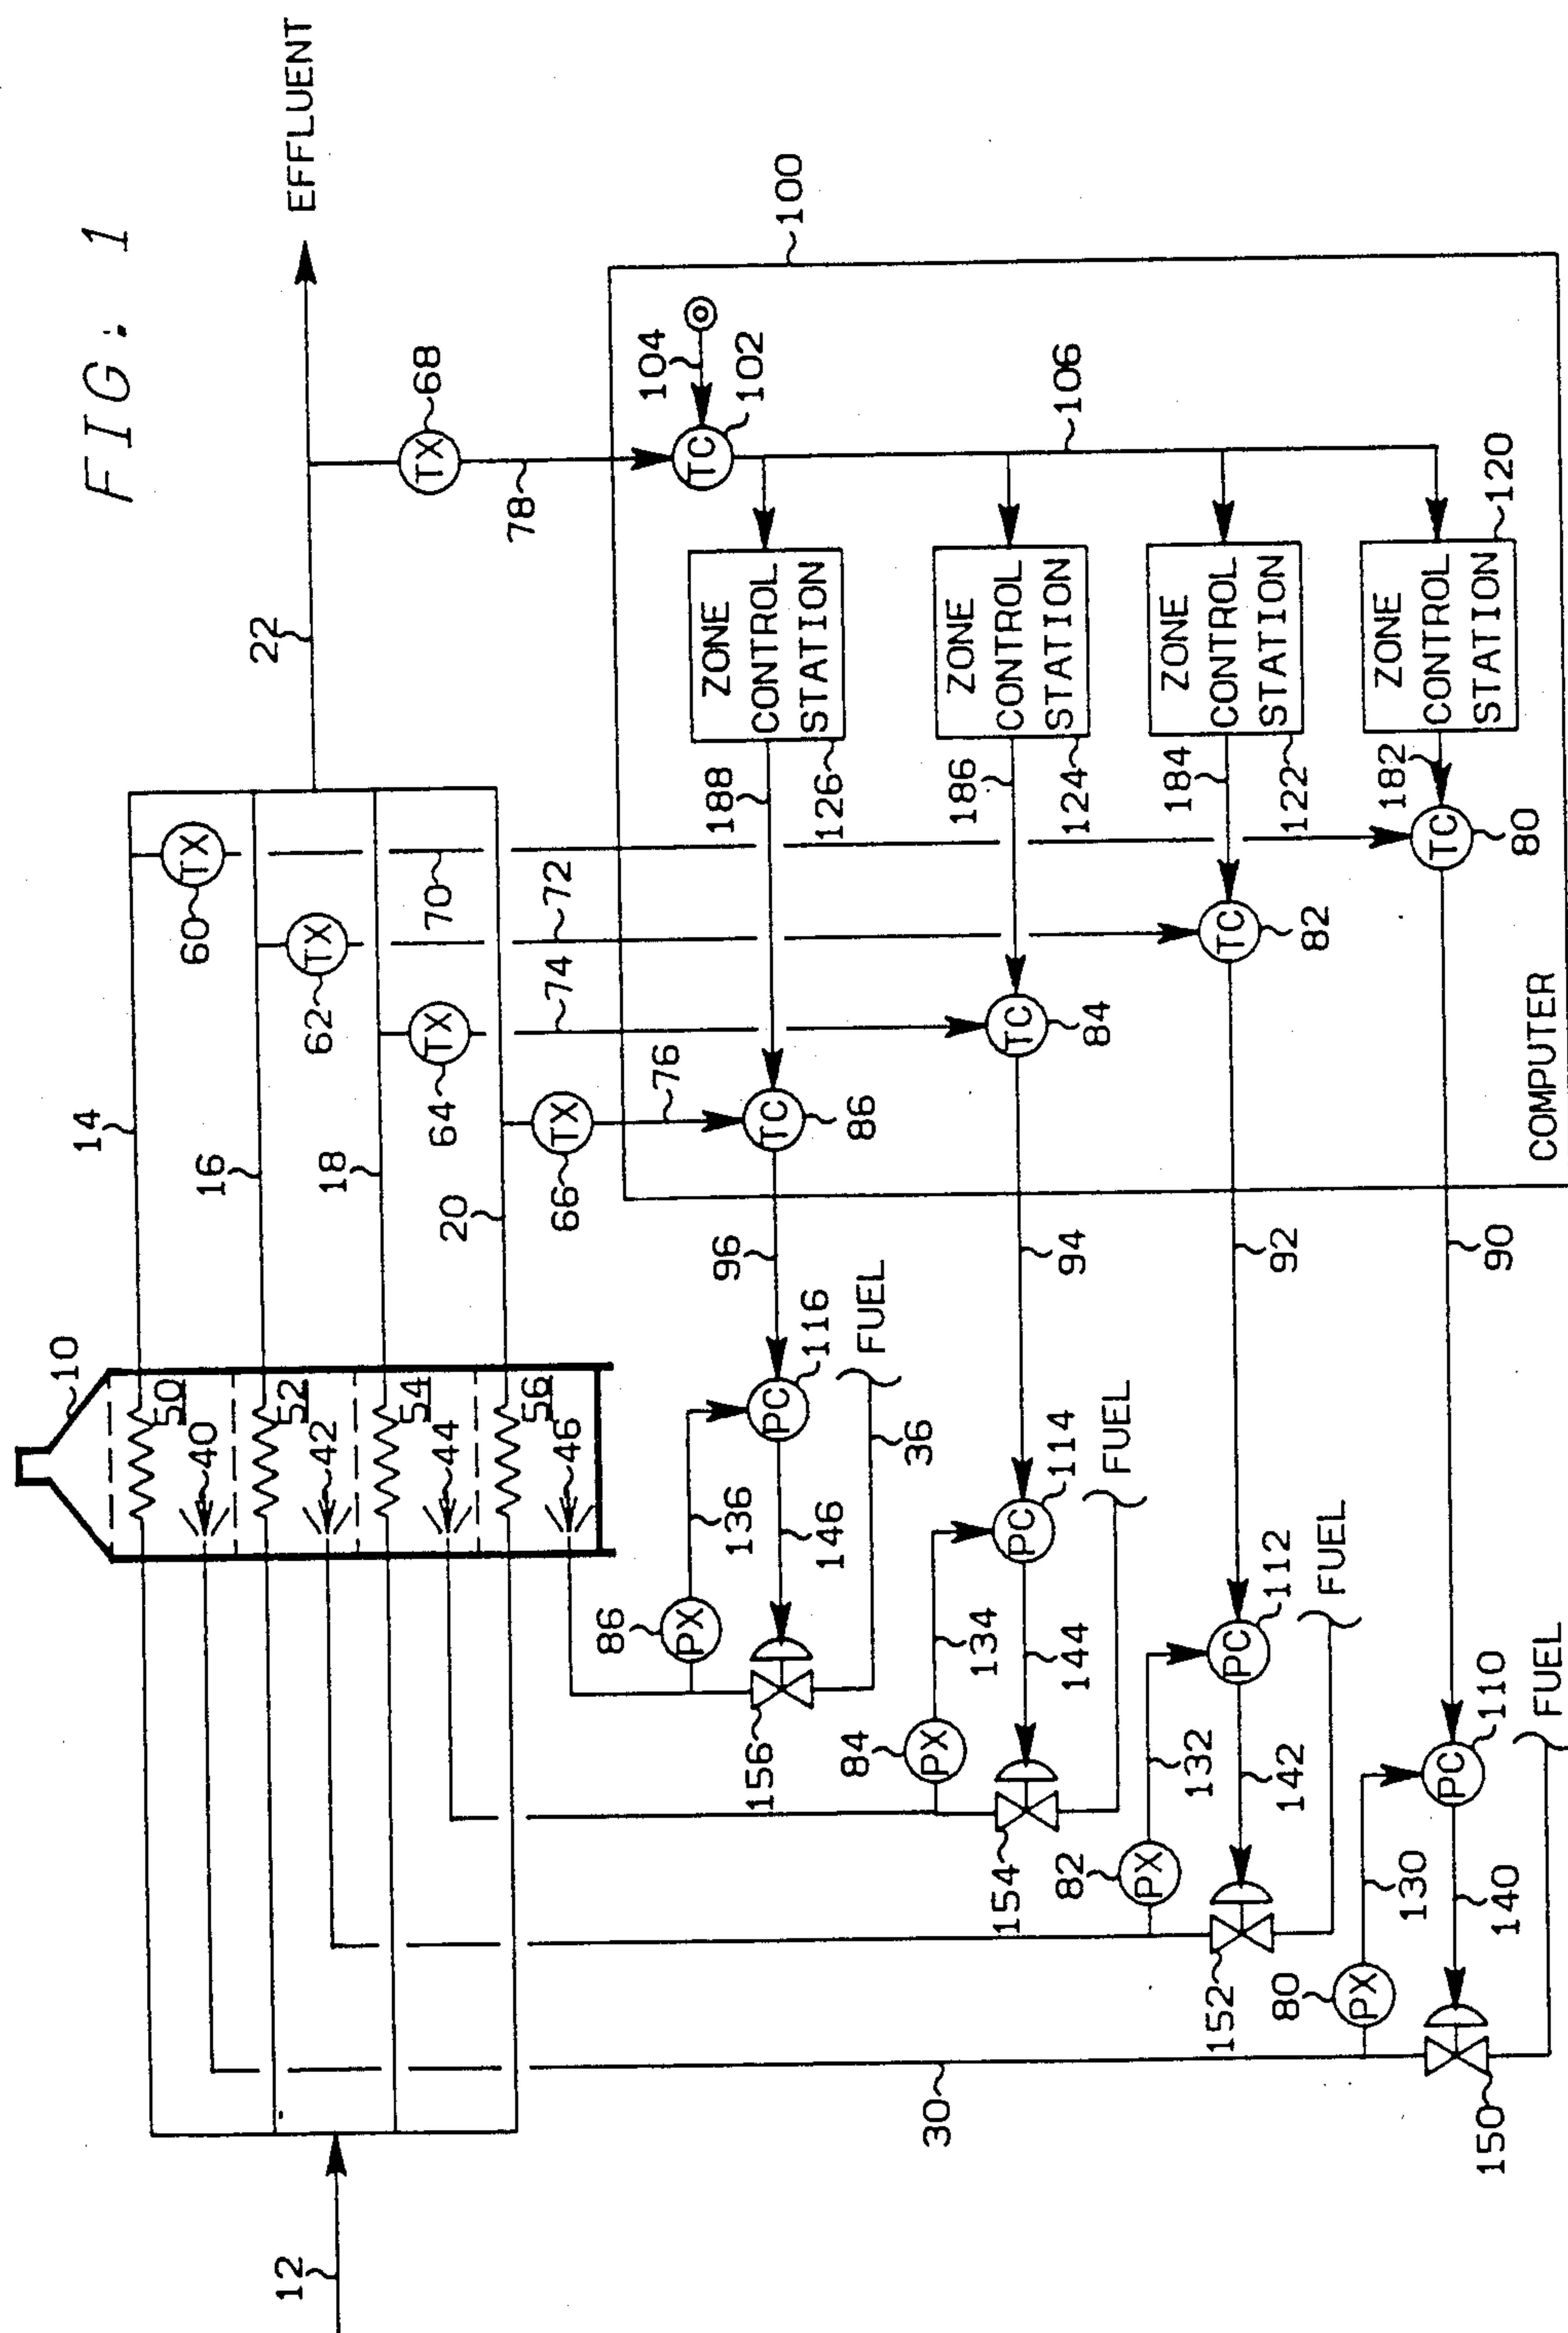 FIG. 1
EFFLUENT
10
14
16
18
20
22
12
50
40
52
42
54
44
56
46
TX
60
TX
62
TX
64
TX
66
TX
68
70
72
74
76
78
100
104
TC
102
106
ZONE
CONTROL
STATION
126
188
TC
86
96
ZONE
CONTROL
STATION
124
186
TC
84
94
ZONE
CONTROL
STATION
122
184
TC
82
92
ZONE
CONTROL
STATION
120
182
TC
80
90
COMPUTER
PC
116
136
146
PX
86
156
FUEL
36
PC
114
134
144
PX
84
154
FUEL
PC
112
132
142
PX
82
152
FUEL
PC
110
130
140
PX
80
150
FUEL
30